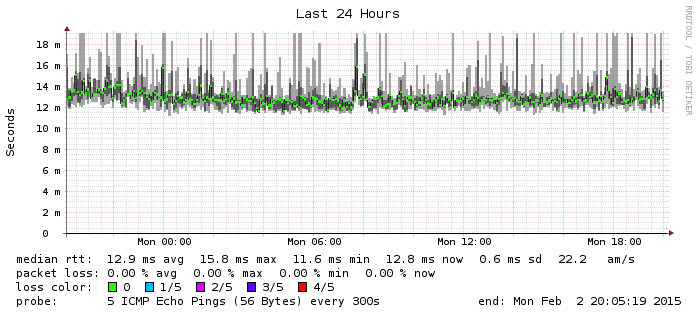 Last 24 Hours
RRDTOOL / TOBI OETIKER
Seconds
18 m
16 m
14 m
12 m
10 m
8 m
6 m
4 m
2 m
0
Mon 00:00 Mon 06:00 Mon 12:00 Mon 18:00
median rtt: 12.9 ms avg 15.8 ms max 11.6 ms min 12.8 ms now 0.6 ms sd 22.2 am/s
packet loss: 0.00 % avg 0.00 % max 0.00 % min 0.00 % now
loss color: 0 1/5 2/5 3/5 4/5
probe: 5 ICMP Echo Pings (56 Bytes) every 300s end: Mon Feb 2 20:05:19 2015